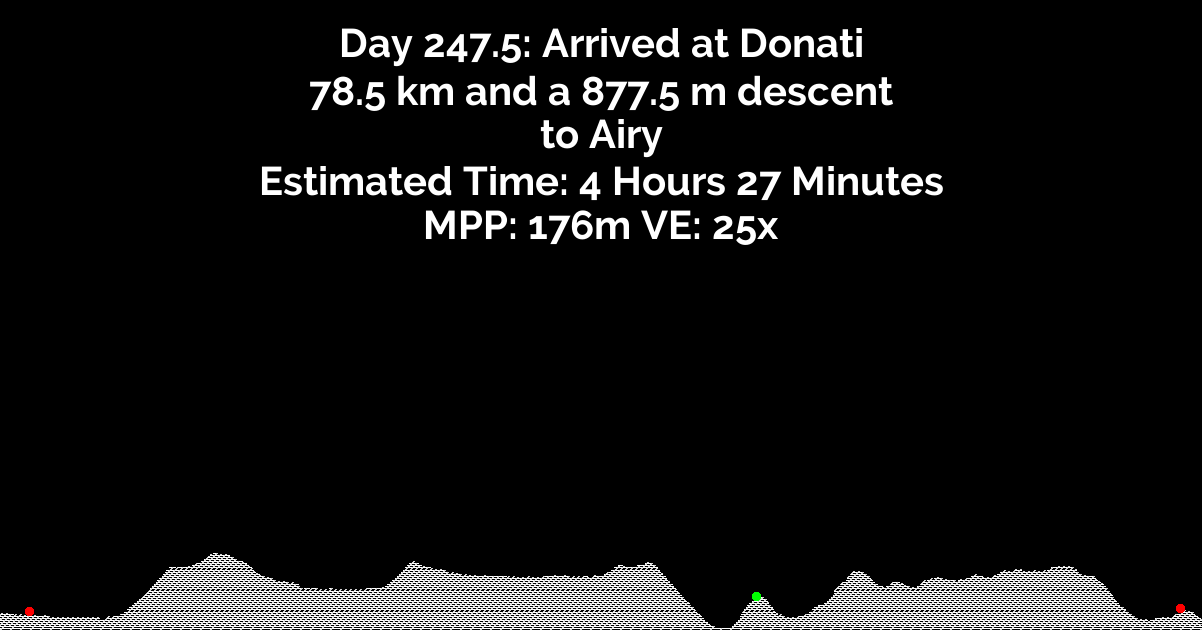 Day 247.5: Arrived at Donati
78.5 km and a 877.5 m descent
to Airy
Estimated Time: 4 Hours 27 Minutes
MPP: 176m VE: 25x